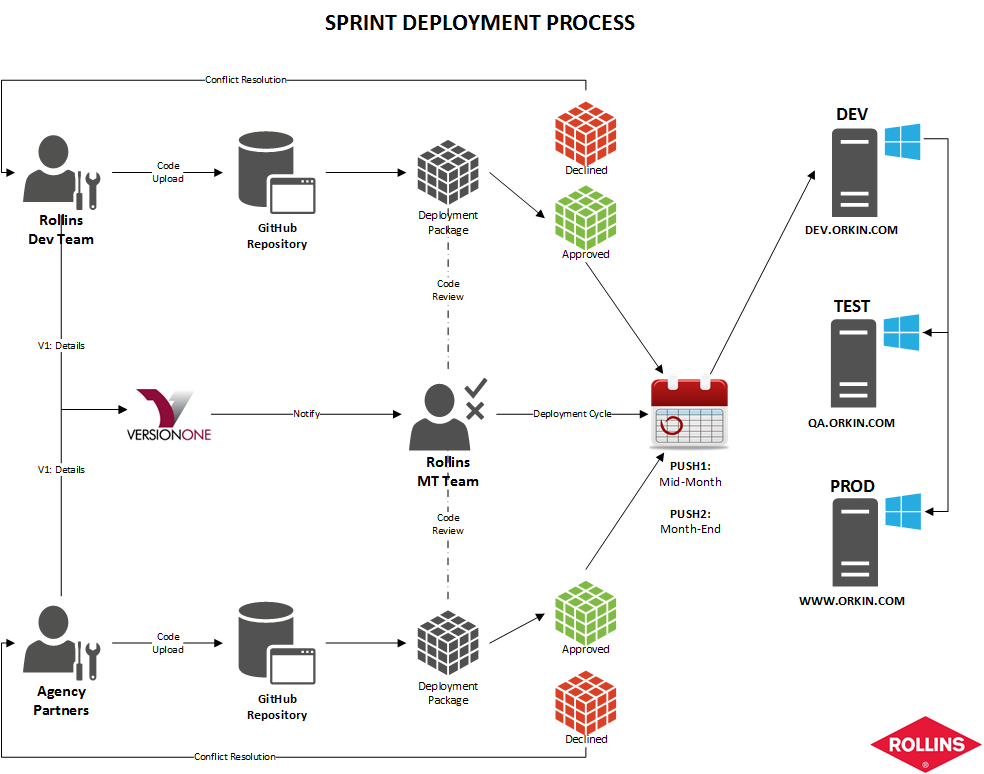 SPRINT DEPLOYMENT PROCESS
Conflict Resolution
Declined
Code
Upload
Rollins
Dev Team
GitHub
Repository
Deployment
Package
Approved
DEV
DEV.ORKIN.COM
Code
Review
V1: Details
TEST
QA.ORKIN.COM
VERSIONONE
Notify
Rollins
MT Team
Deployment Cycle
PUSH1:
Mid-Month
PUSH2:
Month-End
V1: Details
Code
Review
PROD
WWW.ORKIN.COM
Agency
Partners
Code
Upload
GitHub
Repository
Deployment
Package
Approved
Declined
Conflict Resolution
ROLLINS
®